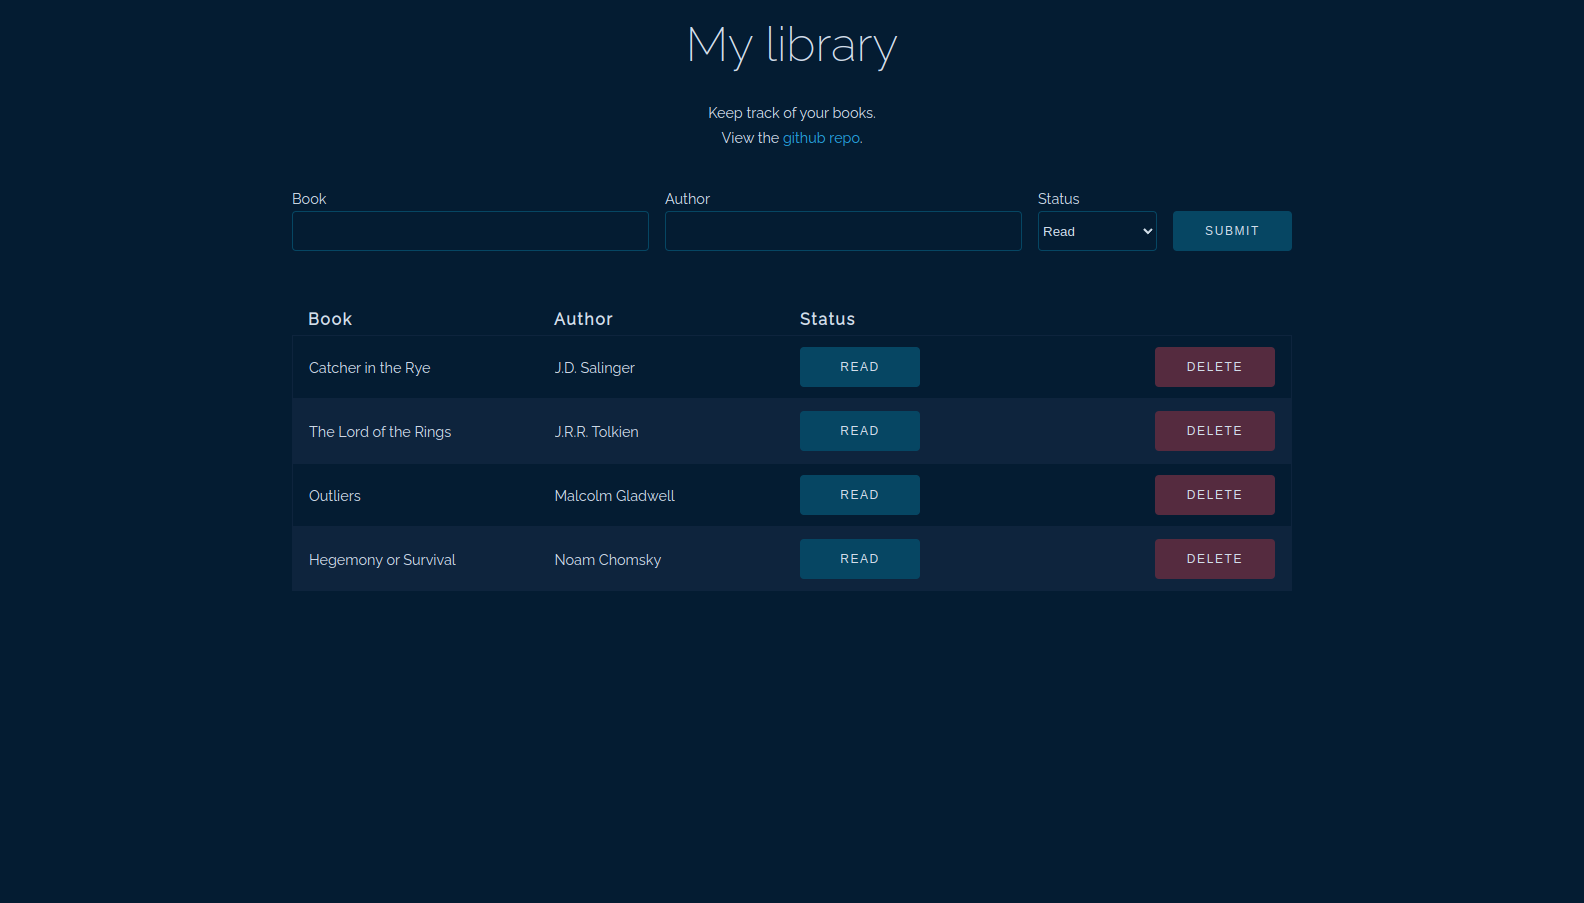 My library
Keep track of your books.
View the github repo.
Book Author Status
Read SUBMIT
Book Author Status
Catcher in the Rye J.D. Salinger READ DELETE
The Lord of the Rings J.R.R. Tolkien READ DELETE
Outliers Malcolm Gladwell READ DELETE
Hegemony or Survival Noam Chomsky READ DELETE